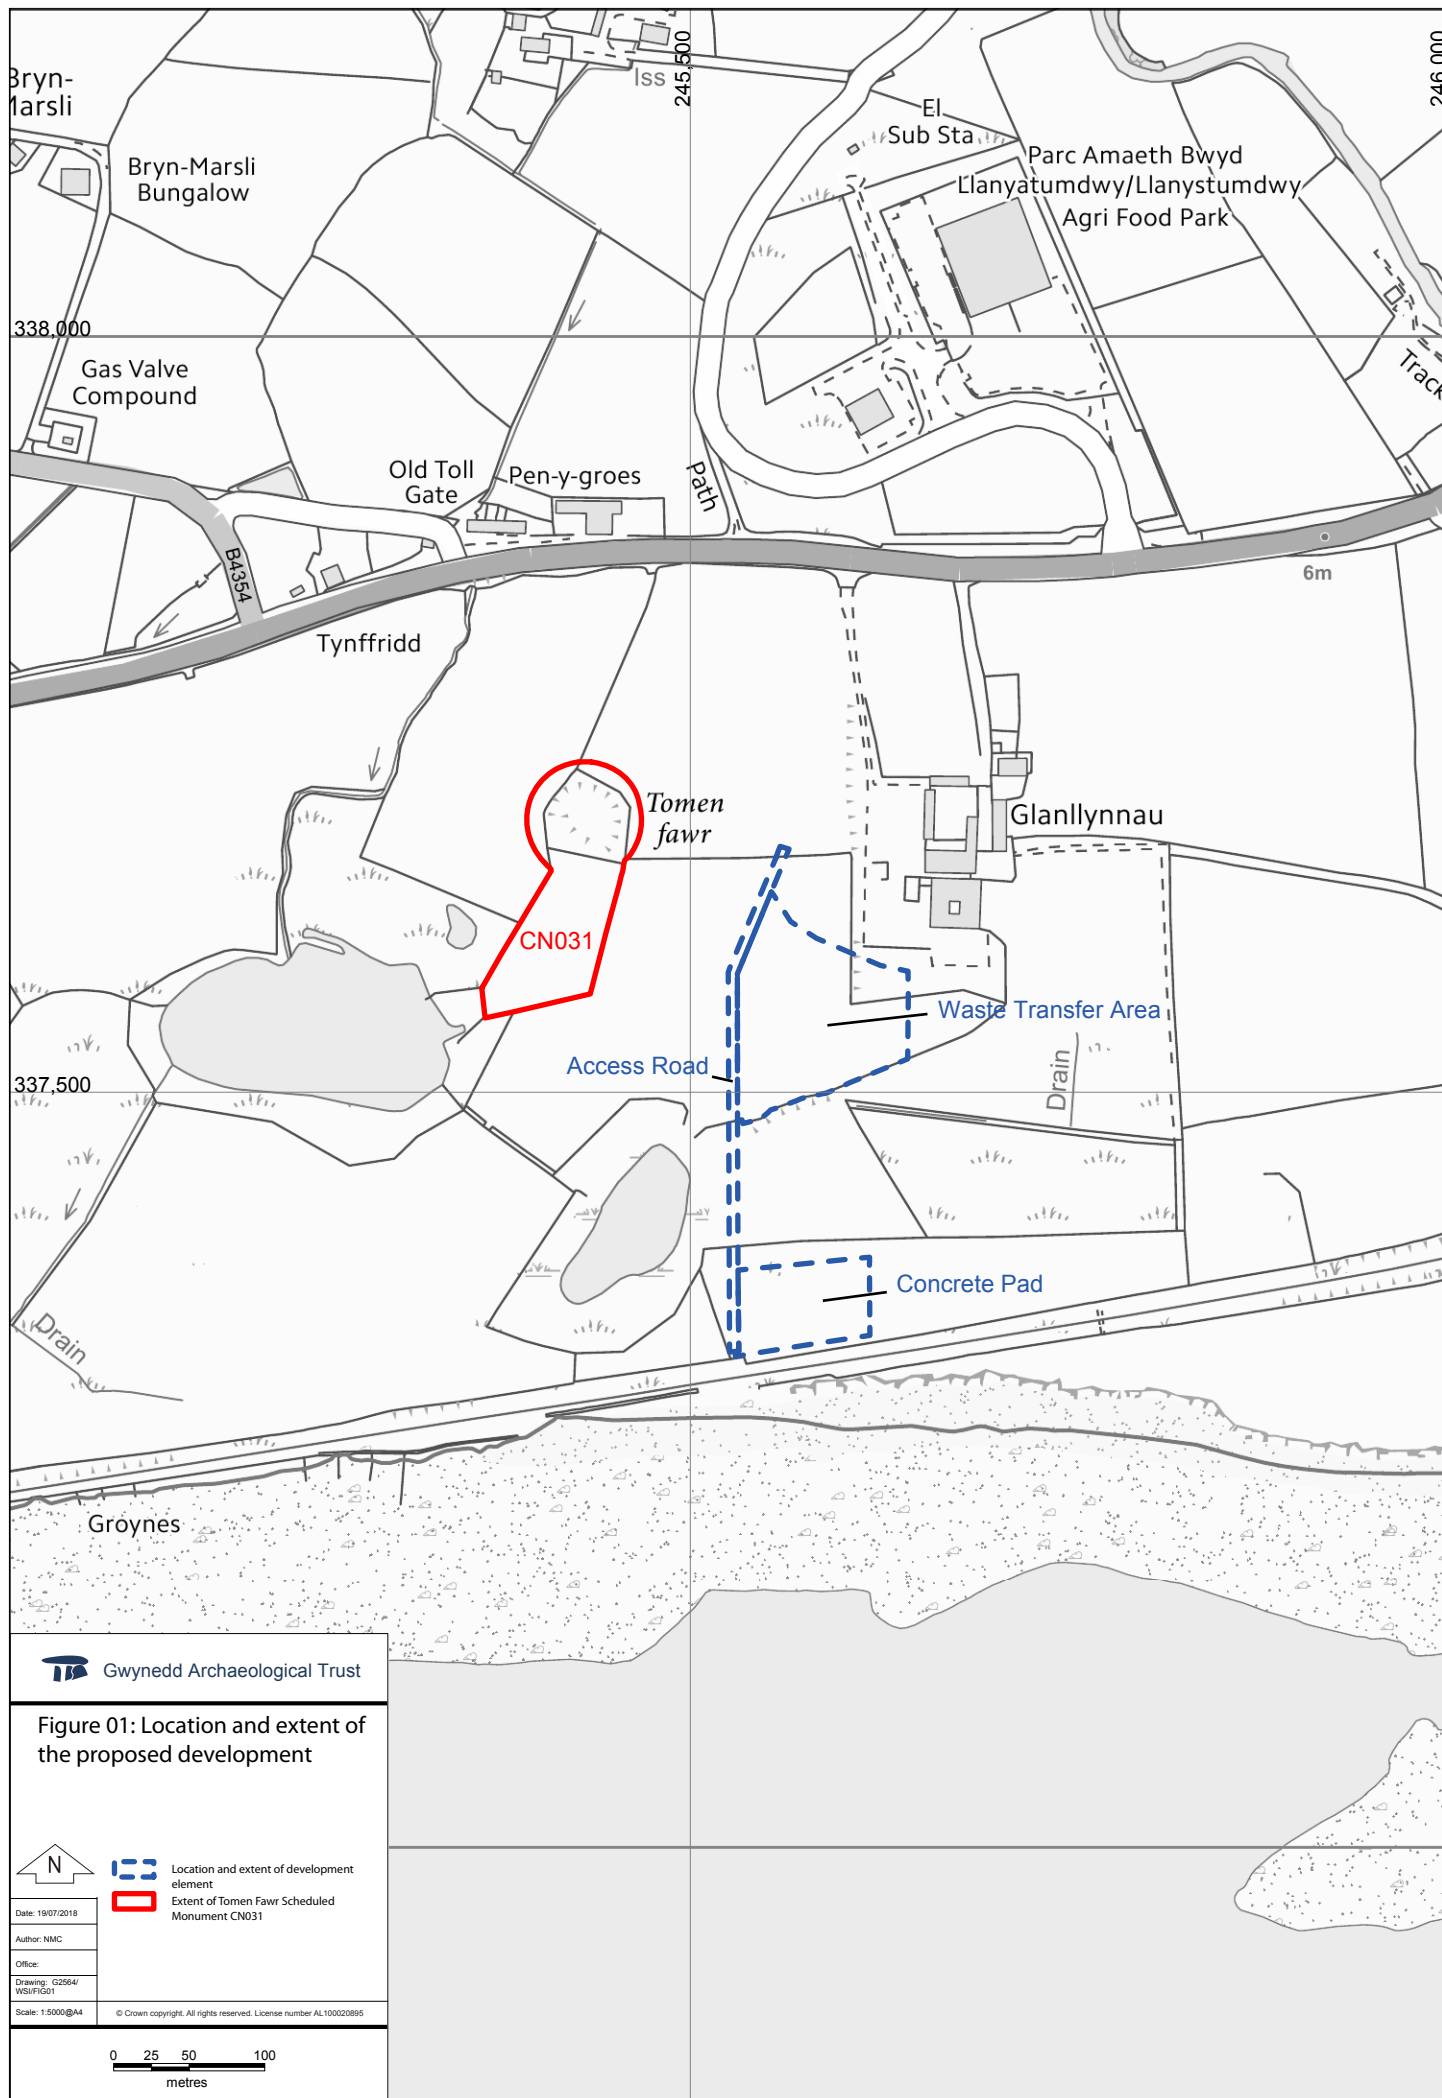 Bryn-
Marsli
Bryn-Marsli
Bungalow
Iss
245,500
246,000
El
Sub Sta
Parc Amaeth Bwyd
Llanyatumdwy/Llanystumdwy
Agri Food Park
338,000
Gas Valve
Compound
Old Toll
Gate
Pen-y-groes
Path
Track
B4354
Tynffridd
6m
Tomen
fawr
Glanllynnau
CN031
Waste Transfer Area
Access Road
337,500
Drain
Concrete Pad
Drain
Groynes
Gwynedd Archaeological Trust
Figure 01: Location and extent of
the proposed development
N
Location and extent of development
element
Extent of Tomen Fawr Scheduled
Monument CN031
Date: 19/07/2018
Author: NMC
Office:
Drawing: G2564/
WSI/FIG01
Scale: 1:5000@A4
© Crown copyright. All rights reserved. License number AL100020895
0 25 50 100
metres